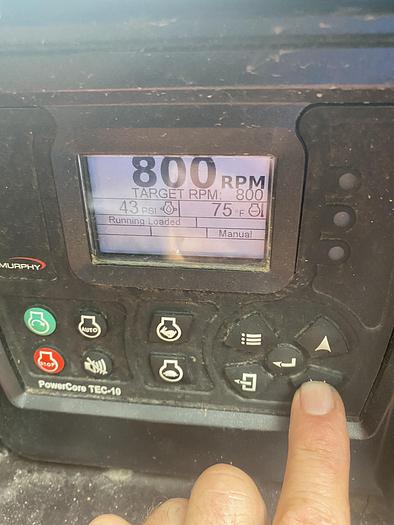 800 RPM
TARGET RPM: 800
43 PSI 75 °F
Running Loaded
Manual
MURPHY
AUTO
STOP
PowerCore TEC-10